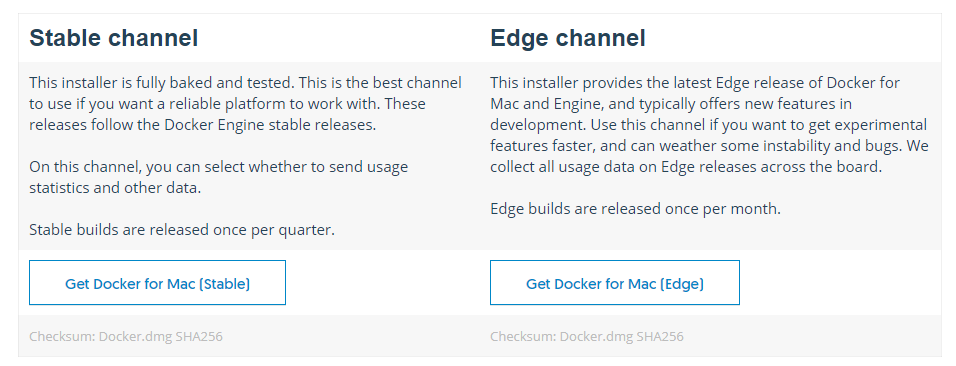 Stable channel
This installer is fully baked and tested. This is the best channel
to use if you want a reliable platform to work with. These
releases follow the Docker Engine stable releases.
On this channel, you can select whether to send usage
statistics and other data.
Stable builds are released once per quarter.
Get Docker for Mac (Stable)
Checksum: Docker.dmg SHA256
Edge channel
This installer provides the latest Edge release of Docker for
Mac and Engine, and typically offers new features in
development. Use this channel if you want to get experimental
features faster, and can weather some instability and bugs. We
collect all usage data on Edge releases across the board.
Edge builds are released once per month.
Get Docker for Mac (Edge)
Checksum: Docker.dmg SHA256